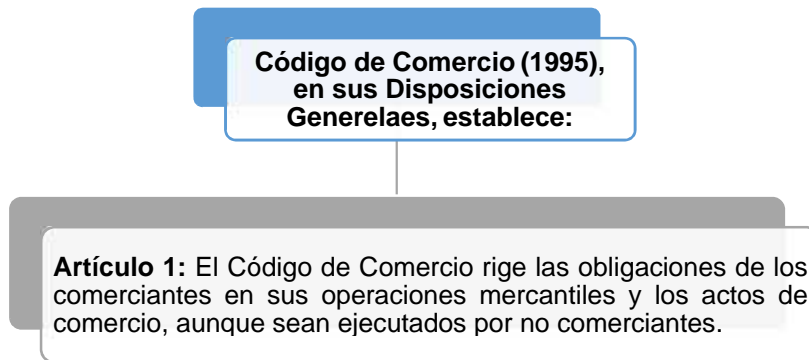 Código de Comercio (1995),
en sus Disposiciones
Generelaes, establece:
Artículo 1: El Código de Comercio rige las obligaciones de los
comerciantes en sus operaciones mercantiles y los actos de
comercio, aunque sean ejecutados por no comerciantes.